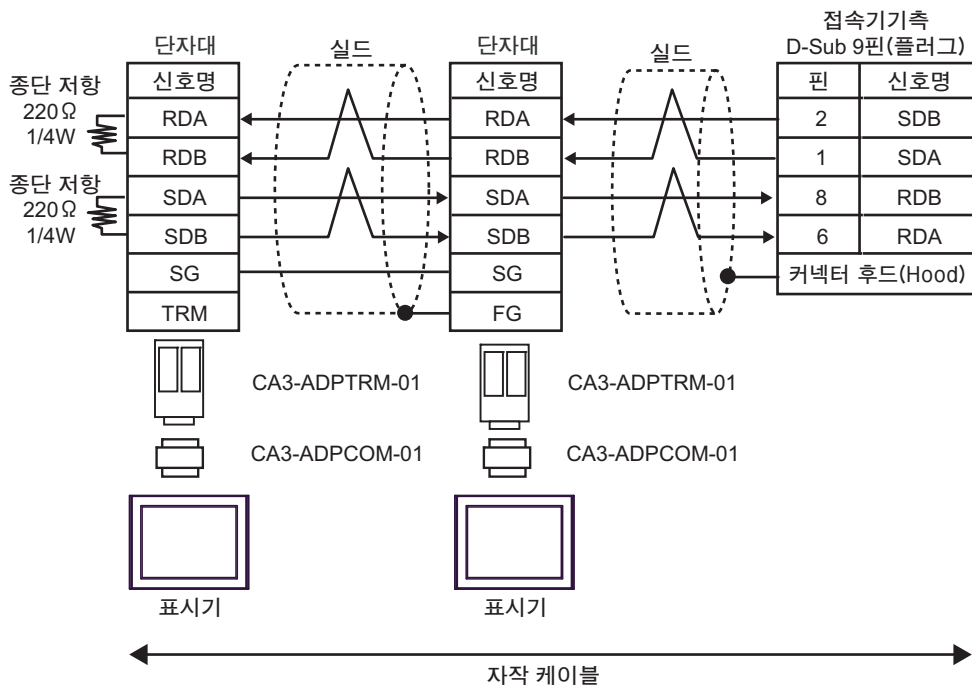 접속기기측
D-Sub 9핀(플러그)
단자대
실드
단자대
실드
신호명
신호명
핀 신호명
종단 저항
220Ω
1/4W
RDA
RDA
2 SDB
RDB
RDB
1 SDA
종단 저항
220Ω
1/4W
SDA
SDA
8 RDB
SDB
SDB
6 RDA
SG
SG
커넥터 후드(Hood)
TRM
FG
CA3-ADPTRM-01
CA3-ADPTRM-01
CA3-ADPCOM-01
CA3-ADPCOM-01
표시기
표시기
자작 케이블